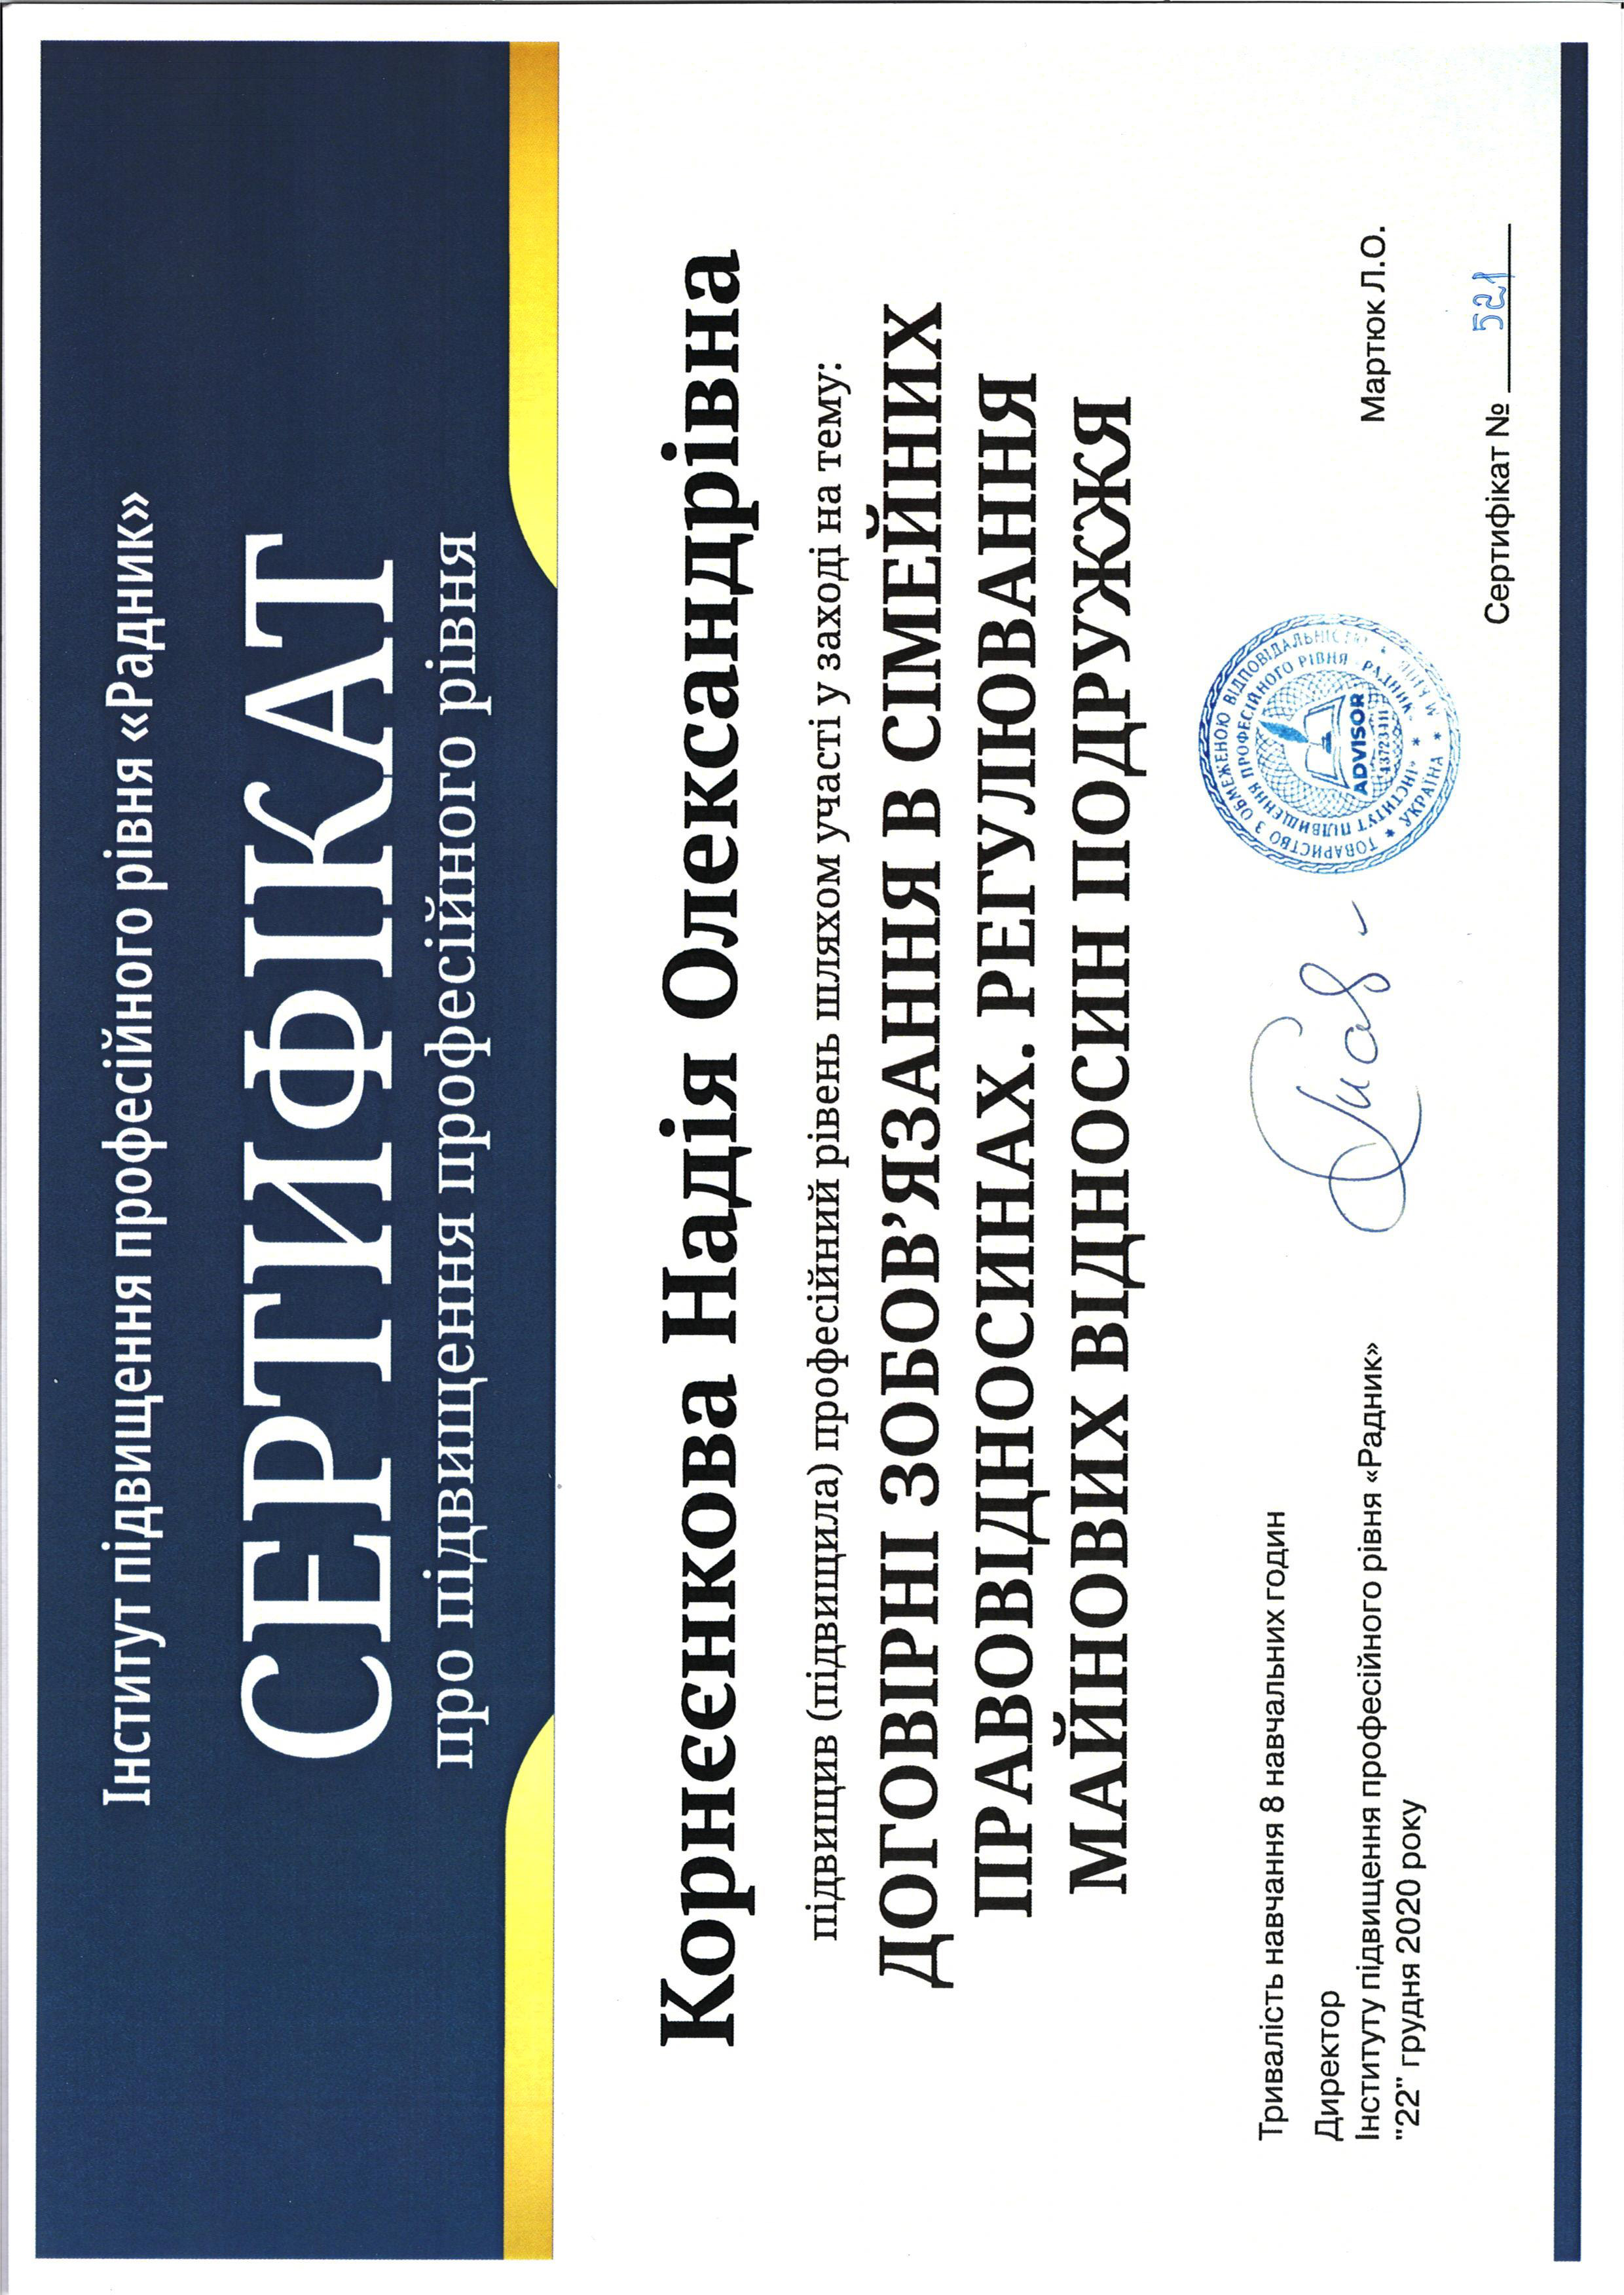 Інститут підвищення професійного рівня «Радник»
СЕРТИФІКАТ
про підвищення професійного рівня
Корнєєнкова Надія Олександрівна
підвищив (підвищила) професійний рівень шляхом участі у заході на тему:
ДОГОВІРНІ ЗОБОВ’ЯЗАННЯ В СІМЕЙНИХ
ПРАВОВІДНОСИНАХ. РЕГУЛЮВАННЯ
МАЙНОВИХ ВІДНОСИН ПОДРУЖЖЯ
Тривалість навчання 8 навчальних годин
Директор
Інституту підвищення професійного рівня «Радник»
"22" грудня 2020 року
ТОВАРИСТВО З ОБМЕЖЕНОЮ ВІДПОВІДАЛЬНІСТЮ
* УКРАЇНА * М КИЇВ
«ІНСТИТУТ ПІДВИЩЕННЯ ПРОФЕСІЙНОГО РІВНЯ "РАДНИК"
ADVISOR
43723411
Мартюк Л.О.
Сертифікат № 521